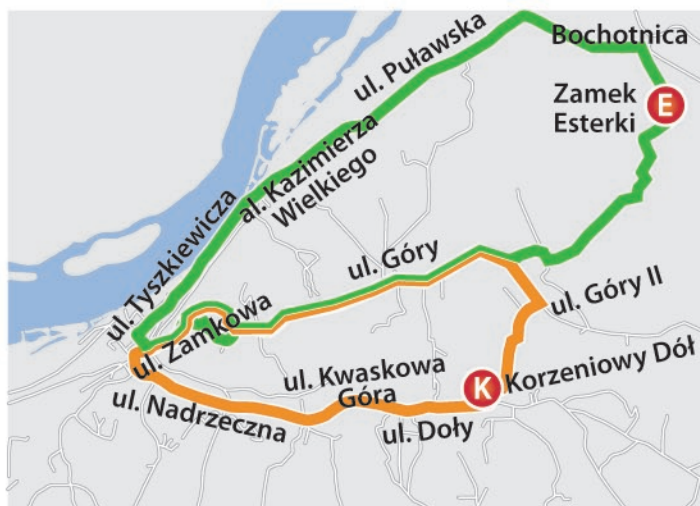 Bochotnica
ul. Puławska
E
Zamek
Esterki
al. Kazimierza
Wielkiego
ul. Tyszkiewicza
ul. Góry
ul. Góry II
ul. Zamkowa
ul. Kwaskowa
Góra
K
Korzeniowy Dół
ul. Nadrzeczna
ul. Doły